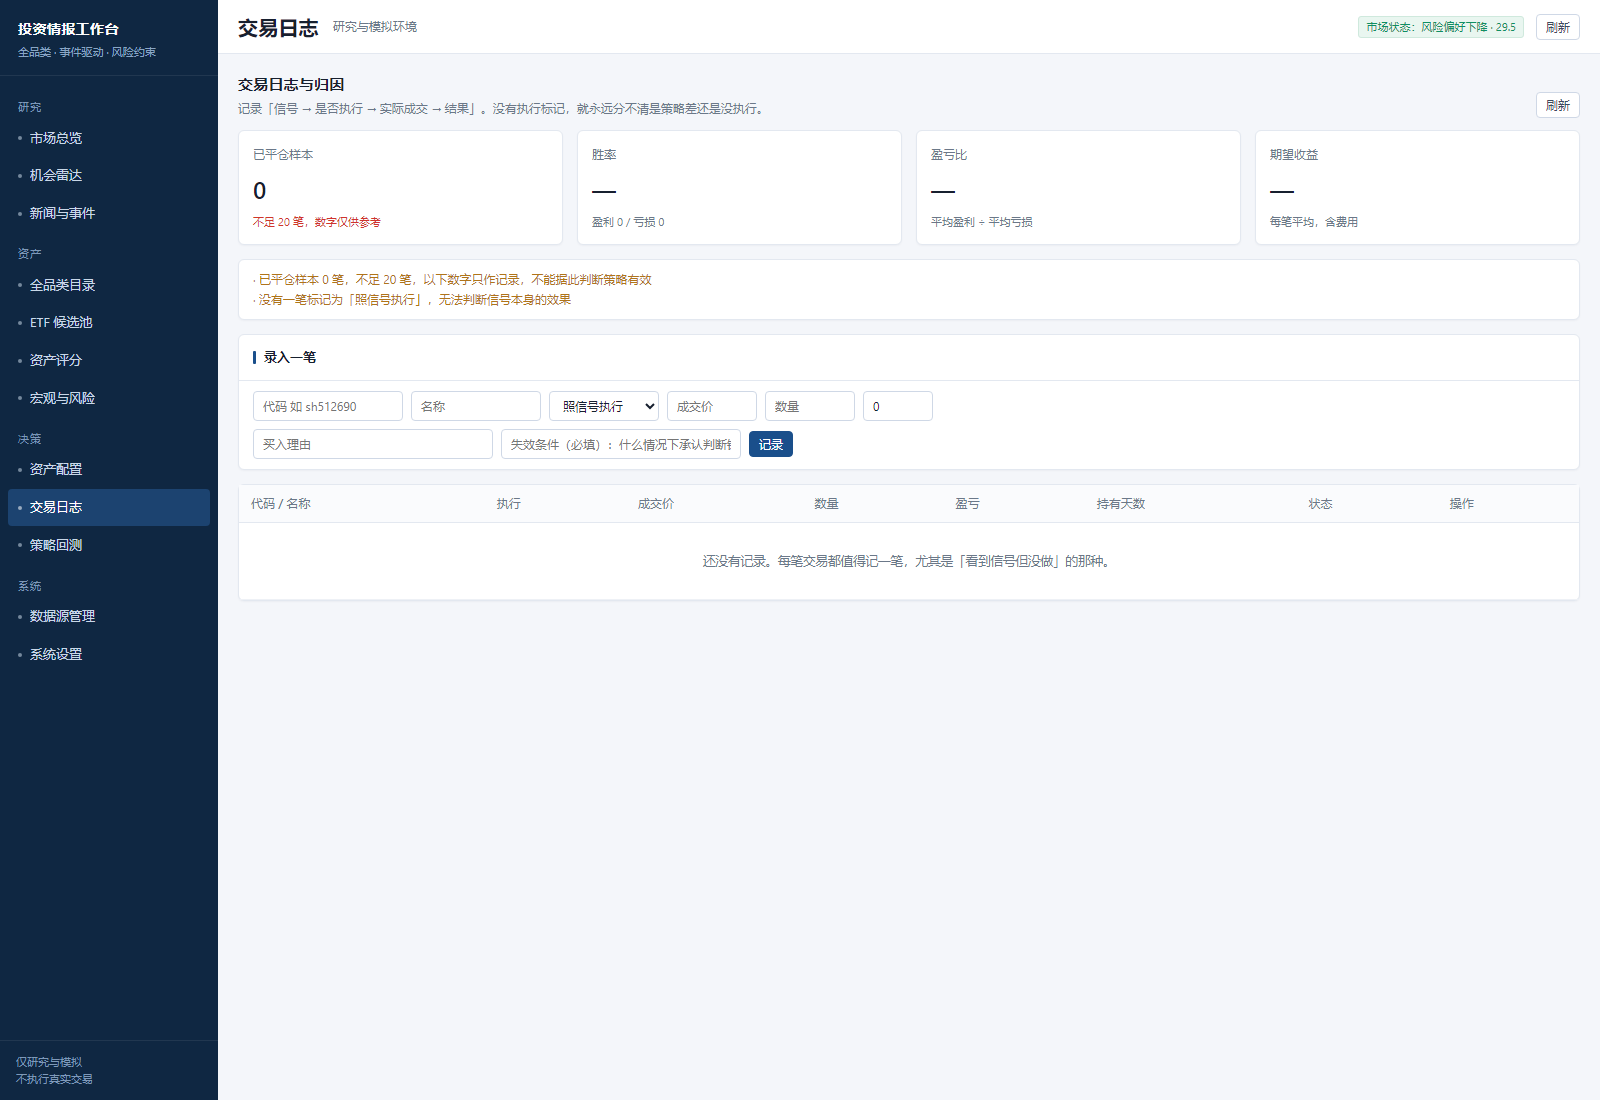 投资情报工作台
全品类 · 事件驱动 · 风险约束
研究
市场总览
机会雷达
新闻与事件
资产
全品类目录
ETF 候选池
资产评分
宏观与风险
决策
资产配置
交易日志
策略回测
系统
数据源管理
系统设置
仅研究与模拟
不执行真实交易
交易日志 研究与模拟环境
市场状态：风险偏好下降 · 29.5 刷新
交易日志与归因
记录「信号 → 是否执行 → 实际成交 → 结果」。没有执行标记，就永远分不清是策略差还是没执行。
刷新
已平仓样本
0
不足 20 笔，数字仅供参考
胜率
—
盈利 0 / 亏损 0
盈亏比
—
平均盈利 ÷ 平均亏损
期望收益
—
每笔平均，含费用
· 已平仓样本 0 笔，不足 20 笔，以下数字只作记录，不能据此判断策略有效
· 没有一笔标记为「照信号执行」，无法判断信号本身的效果
录入一笔
代码 如 sh512690 名称 照信号执行 成交价 数量 0
买入理由 失效条件（必填）：什么情况下承认判断 记录
代码 / 名称 执行 成交价 数量 盈亏 持有天数 状态 操作
还没有记录。每笔交易都值得记一笔，尤其是「看到信号但没做」的那种。